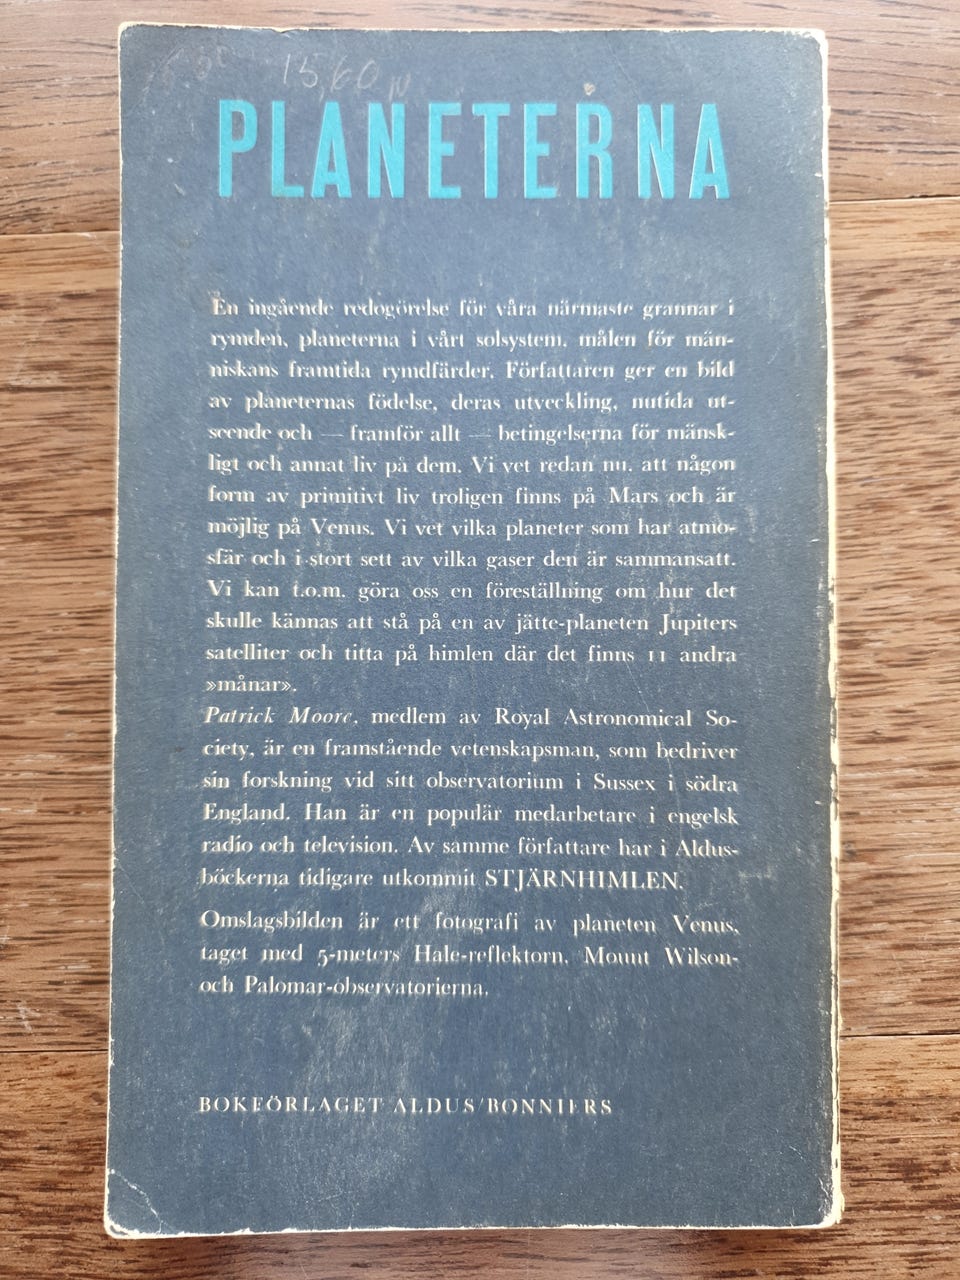 15,60
PLANETERNA
En ingående redogörelse för våra närmaste grannar i
rymden, planeterna i vårt solsystem, målen för män-
niskans framtida rymdfärder. Författaren ger en bild
av planeternas födelse, deras utveckling, nutida ut-
seende och — framför allt — betingelserna för mänsk-
ligt och annat liv på dem. Vi vet redan nu, att någon
form av primitivt liv troligen finns på Mars och är
möjlig på Venus. Vi vet vilka planeter som har atmo-
sfär och i stort sett av vilka gaser den är sammansatt.
Vi kan t.o.m. göra oss en föreställning om hur det
skulle kännas att stå på en av jätte-planeten Jupiters
satelliter och titta på himlen där det finns 11 andra
»månar».
Patrick Moore, medlem av Royal Astronomical So-
ciety, är en framstående vetenskapsman, som bedriver
sin forskning vid sitt observatorium i Sussex i södra
England. Han är en populär medarbetare i engelsk
radio och television. Av samme författare har i Aldus-
böckerna tidigare utkommit STJÄRNHIMLEN.
Omslagsbilden är ett fotografi av planeten Venus,
taget med 5-meters Hale-reflektorn, Mount Wilson-
och Palomar-observatorierna.
BOKFÖRLAGET ALDUS/BONNIERS